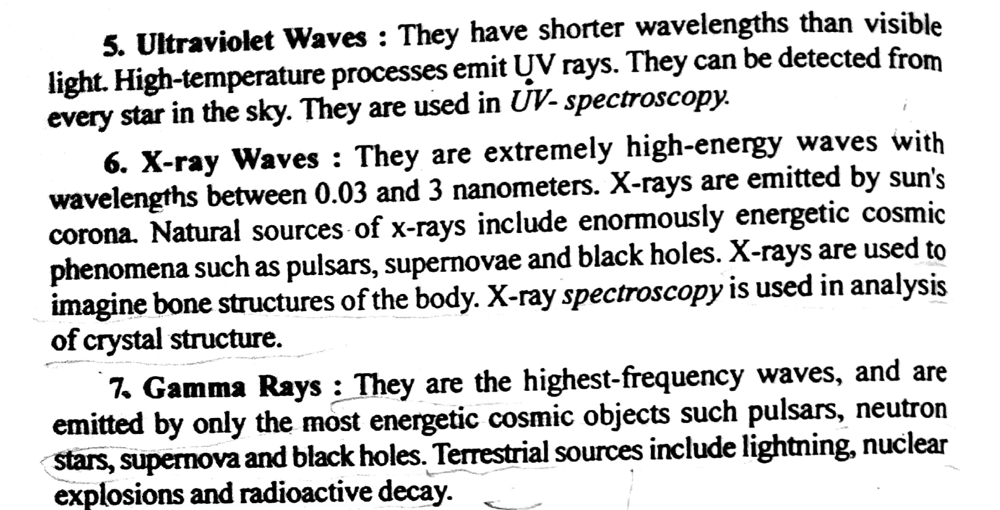 5. Ultraviolet Waves : They have shorter wavelengths than visible
light. High-temperature processes emit UV rays. They can be detected from
every star in the sky. They are used in UV- spectroscopy.
6. X-ray Waves : They are extremely high-energy waves with
wavelengths between 0.03 and 3 nanometers. X-rays are emitted by sun's
corona. Natural sources of x-rays include enormously energetic cosmic
phenomena such as pulsars, supernovae and black holes. X-rays are used to
imagine bone structures of the body. X-ray spectroscopy is used in analysis
of crystal structure.
7. Gamma Rays : They are the highest-frequency waves, and are
emitted by only the most energetic cosmic objects such pulsars, neutron
stars, supernova and black holes. Terrestrial sources include lightning, nuclear
explosions and radioactive decay.